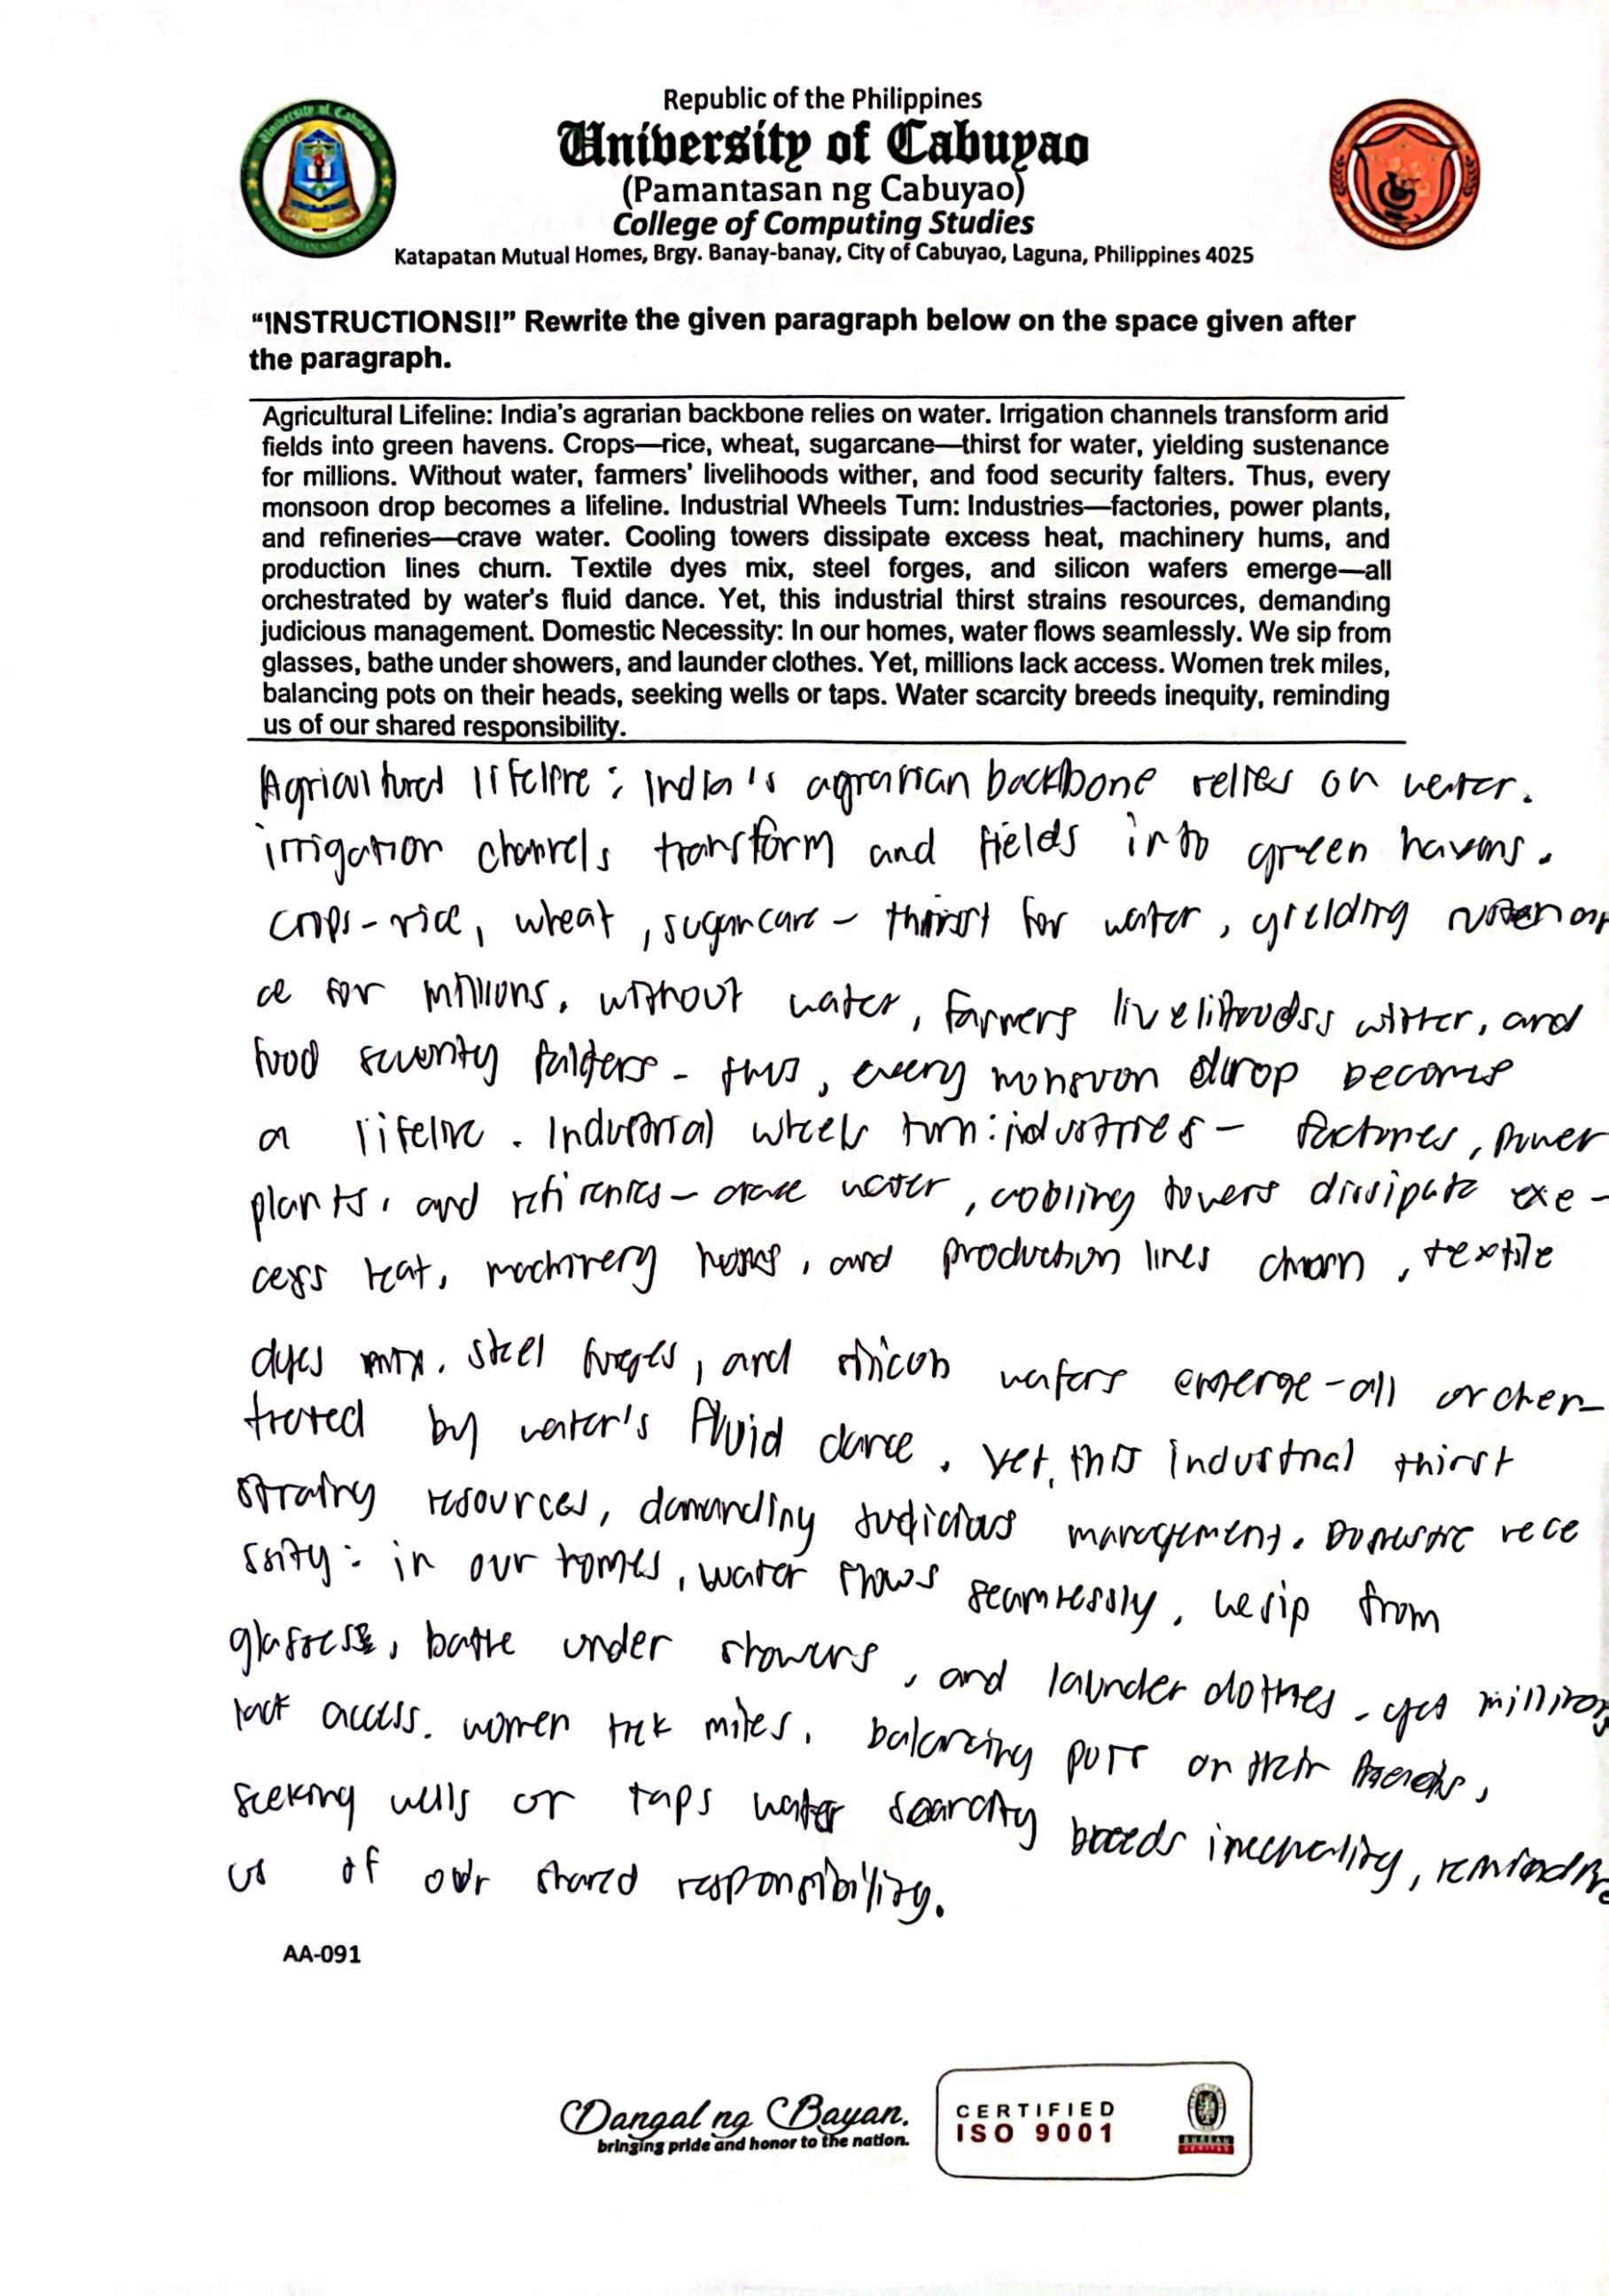 Republic of the Philippines
University of Cabuyao
(Pamantasan ng Cabuyao)
College of Computing Studies
Katapatan Mutual Homes, Brgy. Banay-banay, City of Cabuyao, Laguna, Philippines 4025
“INSTRUCTIONS!!” Rewrite the given paragraph below on the space given after
the paragraph.
Agricultural Lifeline: India’s agrarian backbone relies on water. Irrigation channels transform arid
fields into green havens. Crops—rice, wheat, sugarcane—thirst for water, yielding sustenance
for millions. Without water, farmers’ livelihoods wither, and food security falters. Thus, every
monsoon drop becomes a lifeline. Industrial Wheels Turn: Industries—factories, power plants,
and refineries—crave water. Cooling towers dissipate excess heat, machinery hums, and
production lines churn. Textile dyes mix, steel forges, and silicon wafers emerge—all
orchestrated by water’s fluid dance. Yet, this industrial thirst strains resources, demanding
judicious management. Domestic Necessity: In our homes, water flows seamlessly. We sip from
glasses, bathe under showers, and launder clothes. Yet, millions lack access. Women trek miles,
balancing pots on their heads, seeking wells or taps. Water scarcity breeds inequity, reminding
us of our shared responsibility.
Agricultural lifeline : India's agrarian backbone relies on water.
irrigation channels transform and fields into green havens.
crops - rice, wheat, sugarcane - thirst for water, yielding
ce for millions. without water, farmers livelihoodss wither, and
food security falters - thus, every monsoon drop becomes
a lifeline. Industrial wheels turn: industries - factories, power
plants, and refineries - crave water, cooling towers dissipate exe-
cess heat, machinery hums, and production lines churn, textile
dyes mix. steel forges, and silicon wafers emerge - all orches-
trated by water's fluid dance. Yet, this industrial thirst
strains resources, demanding judicious management. Domestic nece
ssity: in our homes, water flows seamlessly. we sip from
glasses, bathe under showers, and launder clothes - yet millions
lack access. women trek miles, balancing pots on their heads,
seeking wells or taps water scarcity breeds reminding
us of our shared responsibility.
AA-091
Dangal ng Bayan.
bringing pride and honor to the nation.
CERTIFIED
ISO 9001
BUREAU
VERITAS